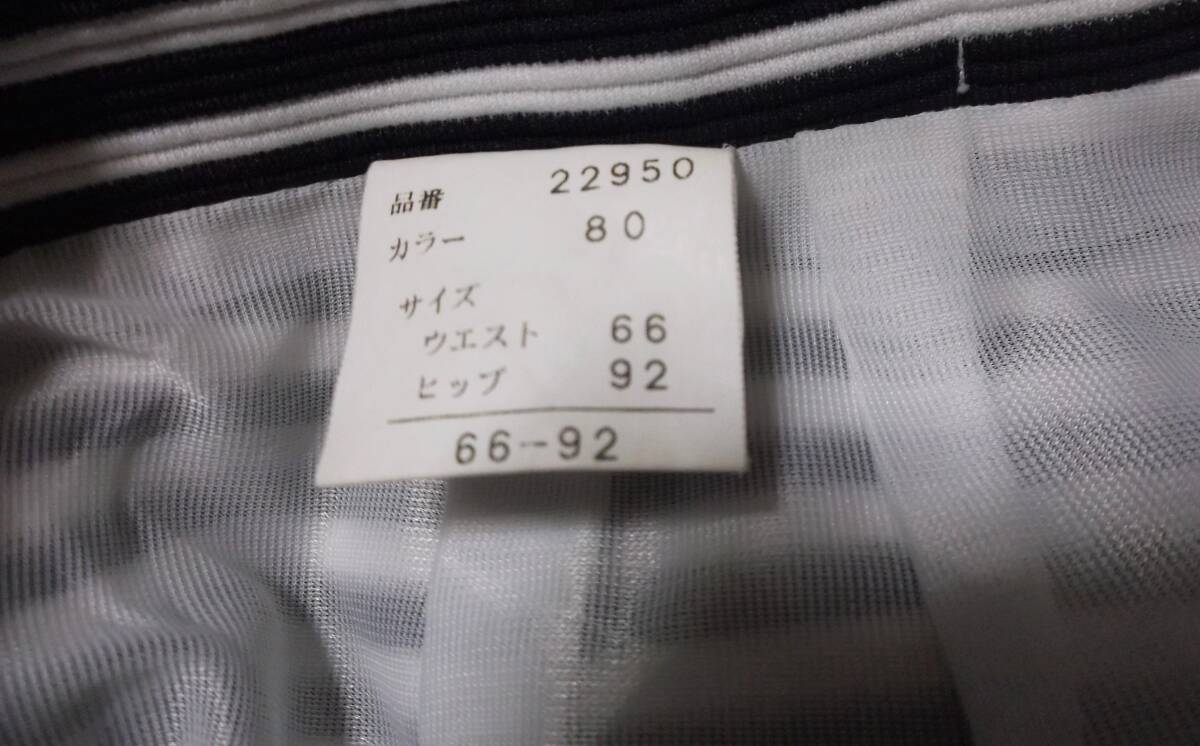 品番 22950
カラー 80
サイズ
ウエスト 66
ヒップ 92
66-92